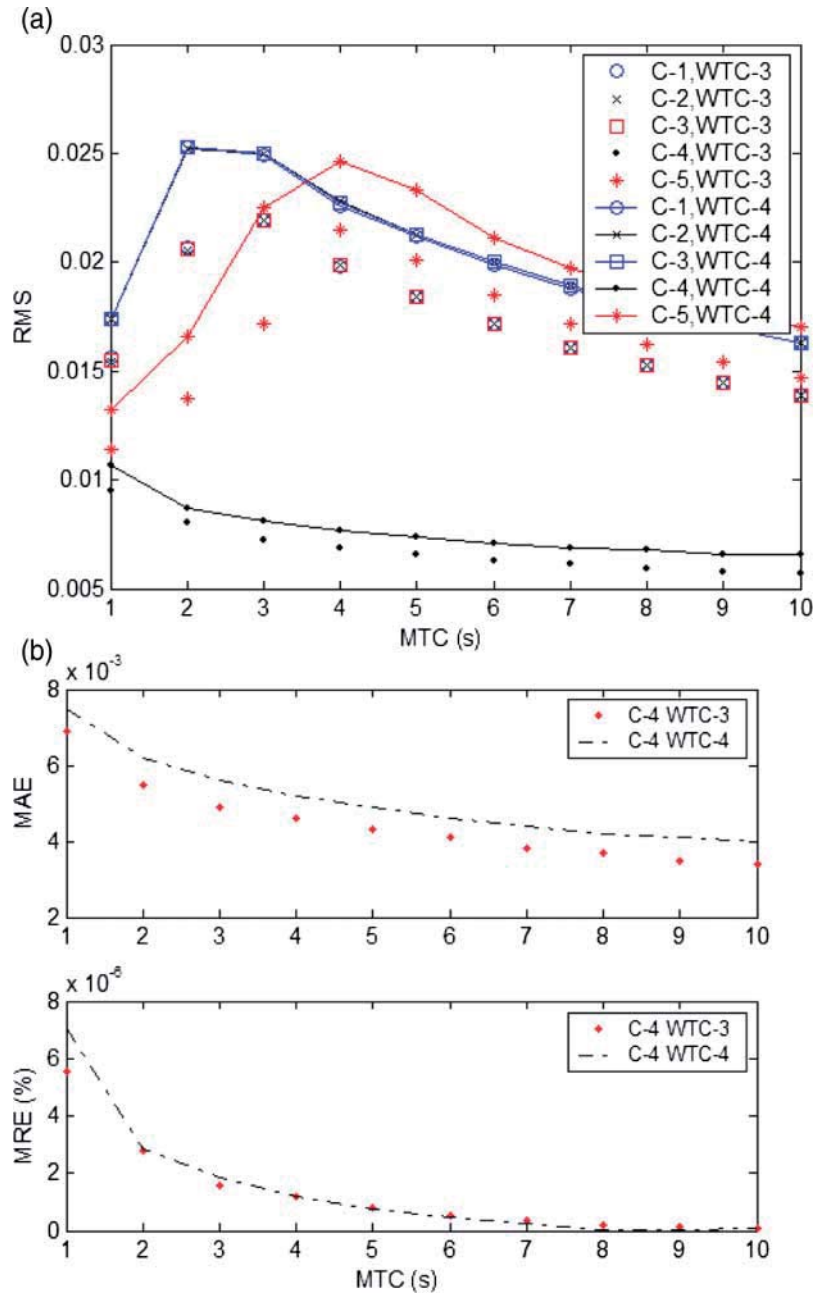 (a)
0.03
0.025
0.02
0.015
0.01
0.005
RMS
C-1,WTC-3
C-2,WTC-3
C-3,WTC-3
C-4,WTC-3
C-5,WTC-3
C-1,WTC-4
C-2,WTC-4
C-3,WTC-4
C-4,WTC-4
C-5,WTC-4
1 2 3 4 5 6 7 8 9 10
MTC (s)
(b)
x 10⁻³
8
6
4
2
MAE
C-4 WTC-3
C-4 WTC-4
1 2 3 4 5 6 7 8 9 10
x 10⁻⁶
8
6
4
2
0
MRE (%)
C-4 WTC-3
C-4 WTC-4
1 2 3 4 5 6 7 8 9 10
MTC (s)